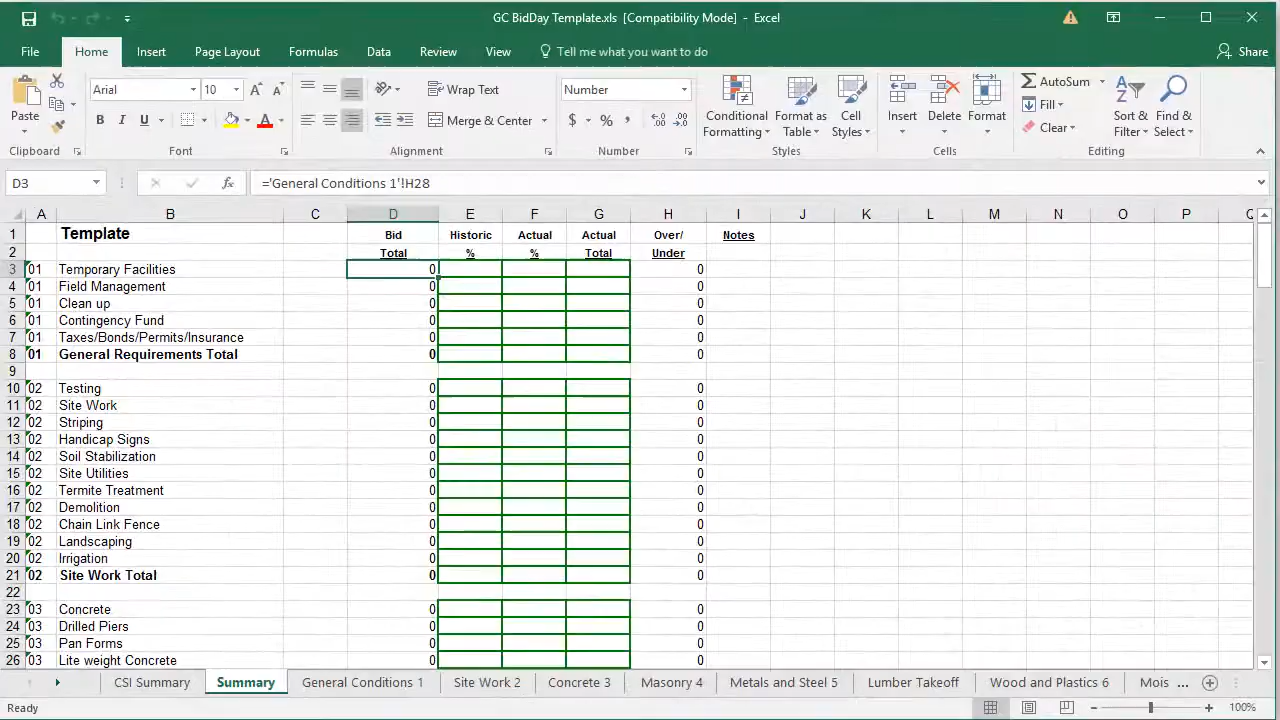 GC BidDay Template.xls [Compatibility Mode] - Excel
File Home Insert Page Layout Formulas Data Review View Tell me what you want to do Share
Arial 10 Wrap Text Number AutoSum
Paste B I U Merge & Center $ % , Conditional Formatting Format as Table Cell Styles Insert Delete Format Fill Clear Sort & Filter Find & Select
Clipboard Font Alignment Number Styles Cells Editing
D3 fx ='General Conditions 1'!H28
A B C D E F G H I J K L M N O P
1 Template Bid Historic Actual Actual Over/ Notes
2 Total % % Total Under
3 01 Temporary Facilities 0 0
4 01 Field Management 0 0
5 01 Clean up 0 0
6 01 Contingency Fund 0 0
7 01 Taxes/Bonds/Permits/Insurance 0 0
8 01 General Requirements Total 0 0
9
10 02 Testing 0 0
11 02 Site Work 0 0
12 02 Striping 0 0
13 02 Handicap Signs 0 0
14 02 Soil Stabilization 0 0
15 02 Site Utilities 0 0
16 02 Termite Treatment 0 0
17 02 Demolition 0 0
18 02 Chain Link Fence 0 0
19 02 Landscaping 0 0
20 02 Irrigation 0 0
21 02 Site Work Total 0 0
22
23 03 Concrete 0 0
24 03 Drilled Piers 0 0
25 03 Pan Forms 0 0
26 03 Lite weight Concrete 0 0
CSI Summary Summary General Conditions 1 Site Work 2 Concrete 3 Masonry 4 Metals and Steel 5 Lumber Takeoff Wood and Plastics 6 Mois ...
Ready 100%